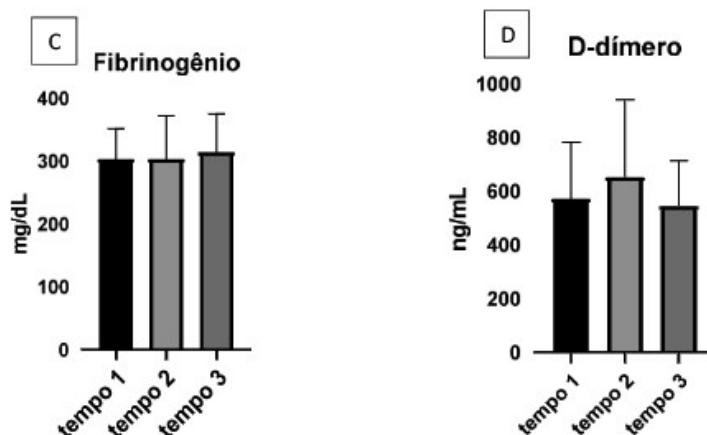 C
Fibrinogênio
400
300
200
100
0
mg/dL
tempo 1
tempo 2
tempo 3
D
D-dímero
1000
800
600
400
200
0
ng/mL
tempo 1
tempo 2
tempo 3